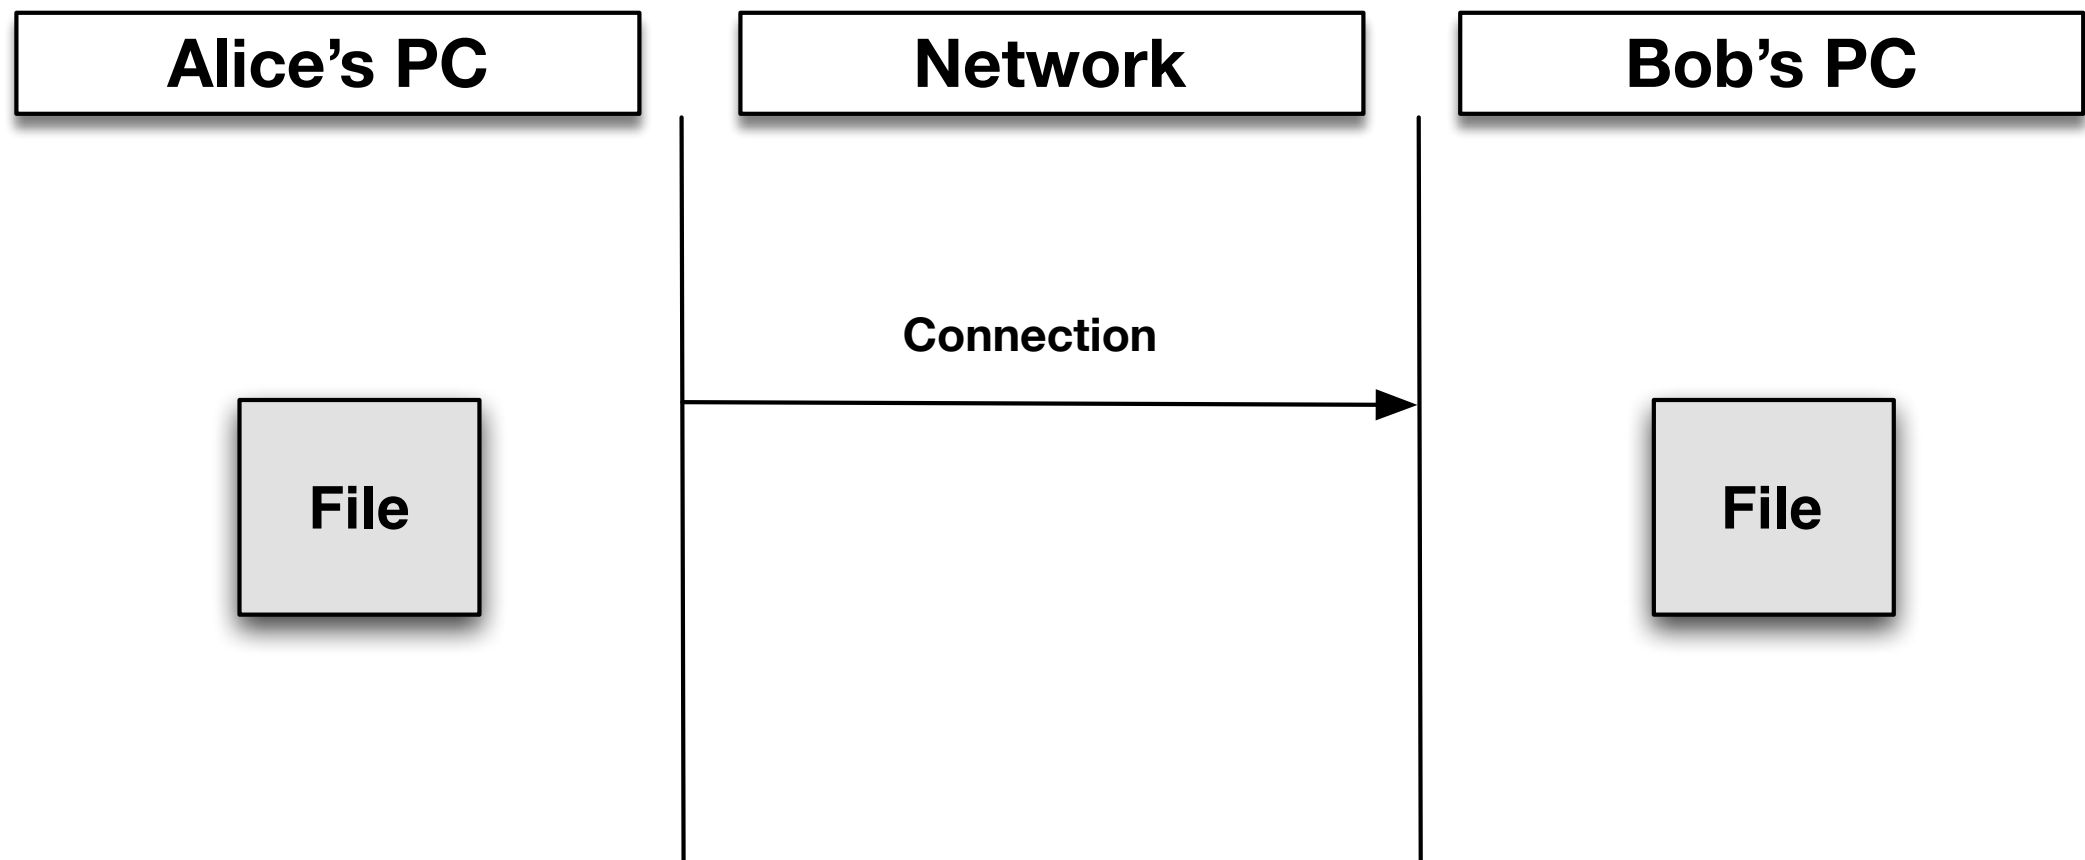 Alice’s PC
Network
Bob’s PC
Connection
File
File